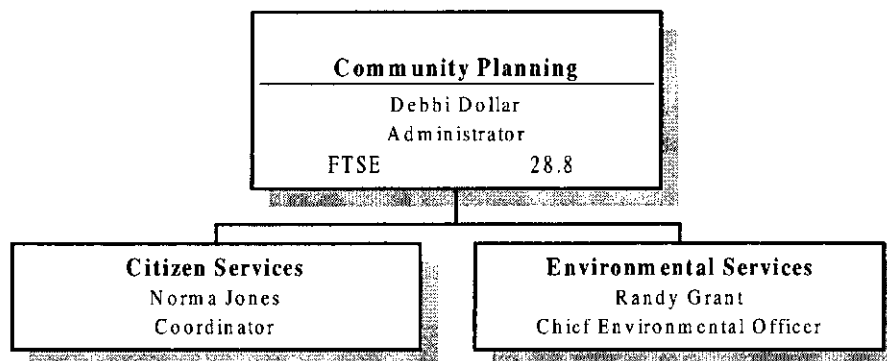 Community Planning
Debbi Dollar
Administrator
FTSE 28.8
Citizen Services
Norma Jones
Coordinator
Environmental Services
Randy Grant
Chief Environmental Officer